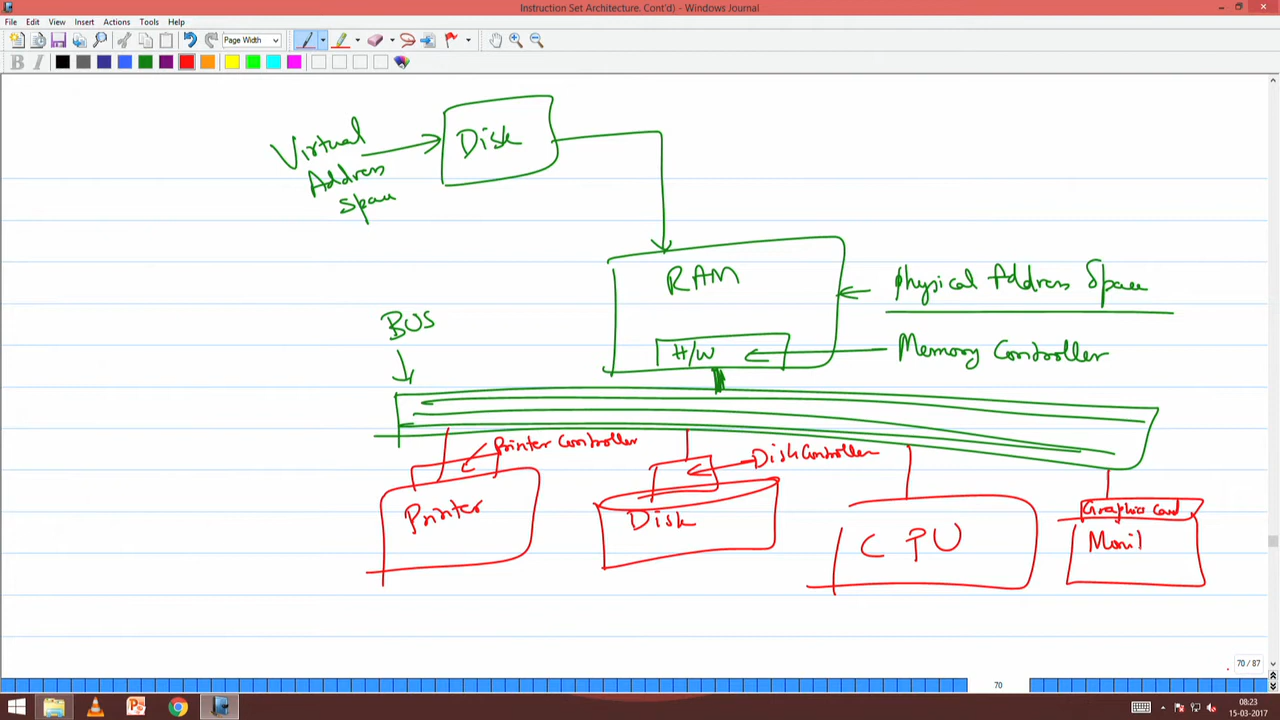 Instruction Set Architecture. Cont'd) - Windows Journal
File Edit View Insert Actions Tools Help
Page Width
B I
Virtual
Address
Space
Disk
RAM
Physical Address Space
BUS
H/W
Memory Controller
Printer Controller
Disk Controller
Printer
Disk
CPU
Graphics Card
Moni
70 / 87
70
08:23
15-03-2017